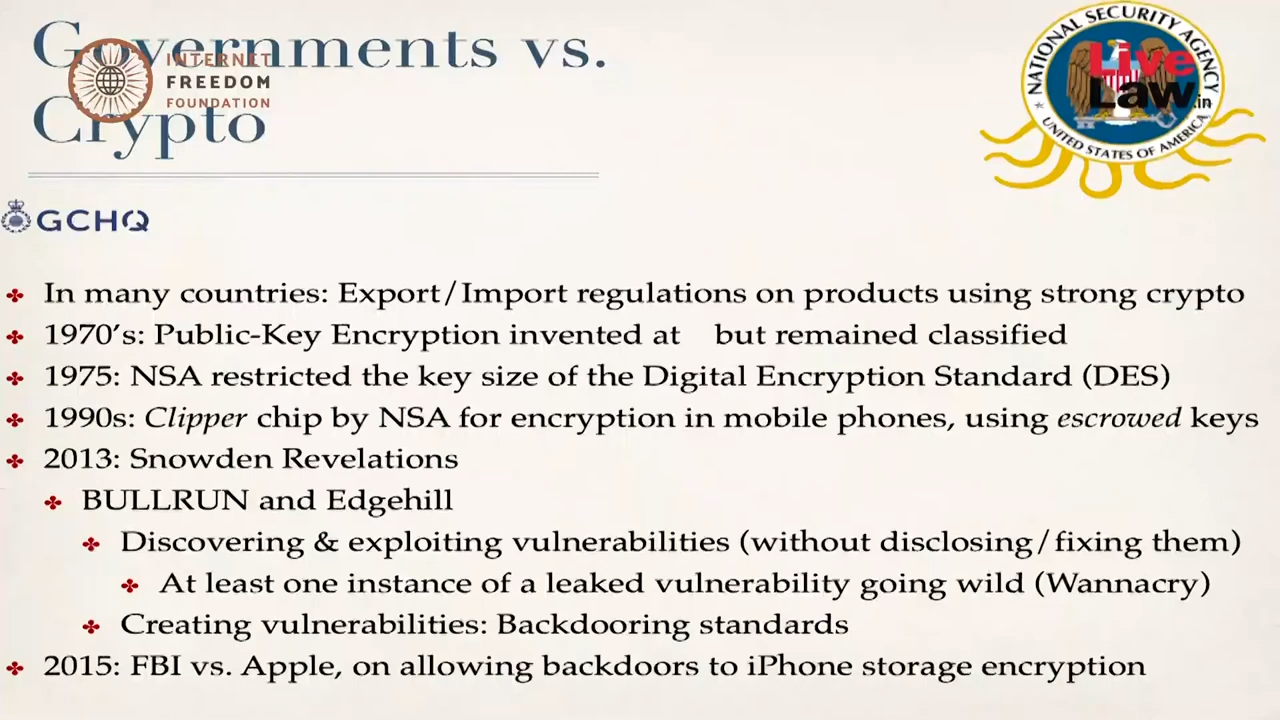 Governments vs.
Crypto
INTERNET
FREEDOM
FOUNDATION
NATIONAL SECURITY AGENCY
UNITED STATES OF AMERICA
Live
Law.in
GCHQ
In many countries: Export/Import regulations on products using strong crypto
1970's: Public-Key Encryption invented at but remained classified
1975: NSA restricted the key size of the Digital Encryption Standard (DES)
1990s: Clipper chip by NSA for encryption in mobile phones, using escrowed keys
2013: Snowden Revelations
BULLRUN and Edgehill
Discovering & exploiting vulnerabilities (without disclosing/fixing them)
At least one instance of a leaked vulnerability going wild (Wannacry)
Creating vulnerabilities: Backdooring standards
2015: FBI vs. Apple, on allowing backdoors to iPhone storage encryption